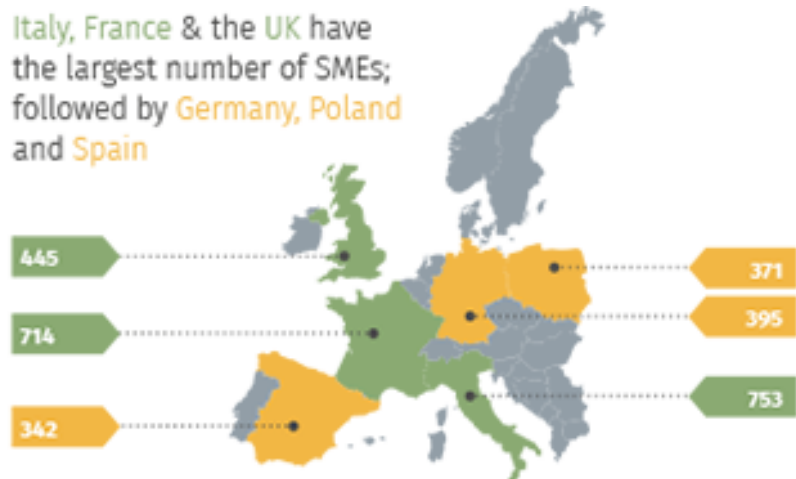 Italy, France & the UK have
the largest number of SMEs;
followed by Germany, Poland
and Spain
445
371
395
714
753
342